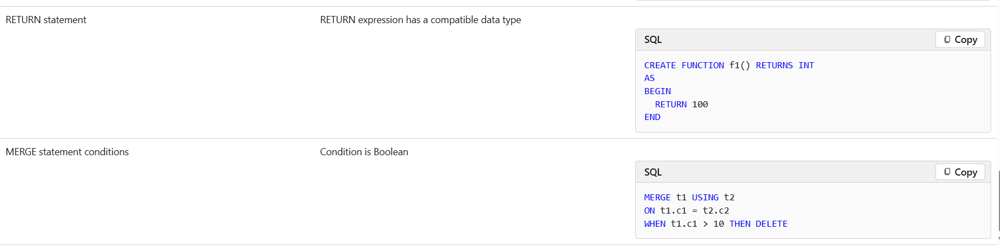 RETURN statement
RETURN expression has a compatible data type
SQL
Copy
CREATE FUNCTION f1() RETURNS INT
AS
BEGIN
  RETURN 100
END
MERGE statement conditions
Condition is Boolean
SQL
Copy
MERGE t1 USING t2
ON t1.c1 = t2.c2
WHEN t1.c1 > 10 THEN DELETE